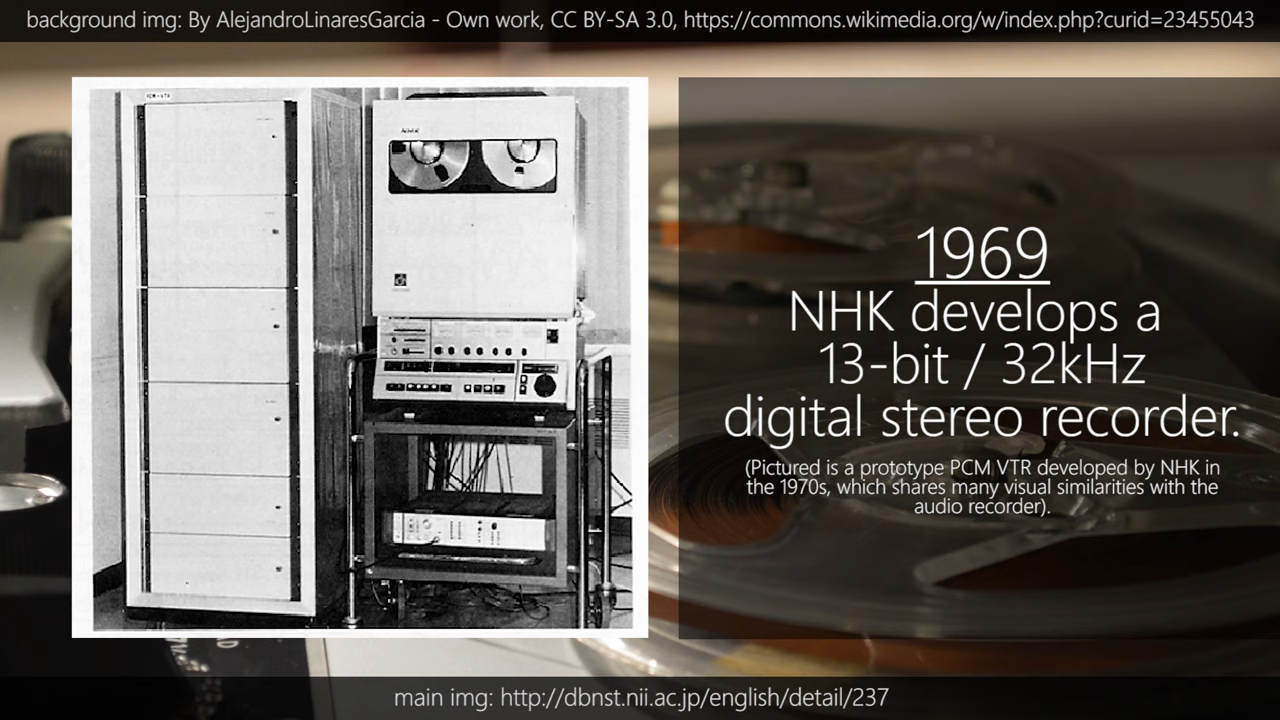 background img: By AlejandroLinaresGarcia - Own work, CC BY-SA 3.0, https://commons.wikimedia.org/w/index.php?curid=23455043
PCM-VTR
NHK
1969
NHK develops a
13-bit / 32kHz
digital stereo recorder.
(Pictured is a prototype PCM VTR developed by NHK in
the 1970s, which shares many visual similarities with the
audio recorder).
main img: http://dbnst.nii.ac.jp/english/detail/237